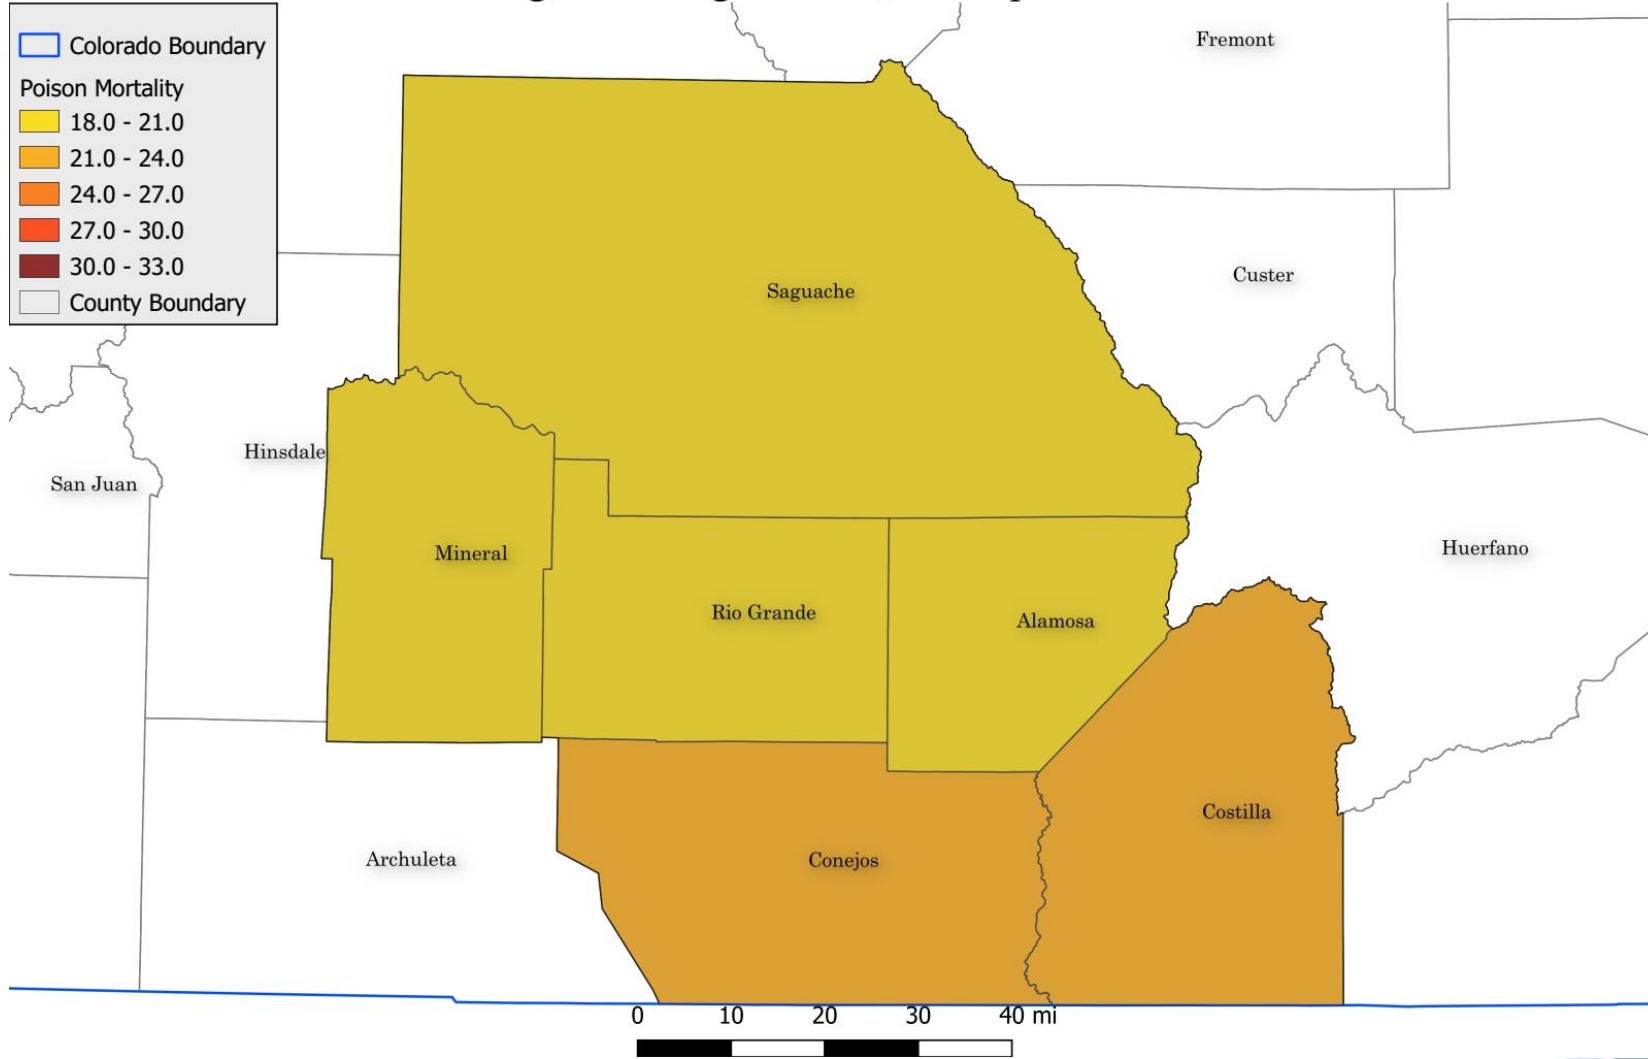 Colorado Boundary
Poison Mortality
18.0 - 21.0
21.0 - 24.0
24.0 - 27.0
27.0 - 30.0
30.0 - 33.0
County Boundary
Fremont
Custer
Saguache
Hinsdale
San Juan
Mineral
Huerfano
Rio Grande
Alamosa
Costilla
Archuleta
Conejos
0 10 20 30 40 mi